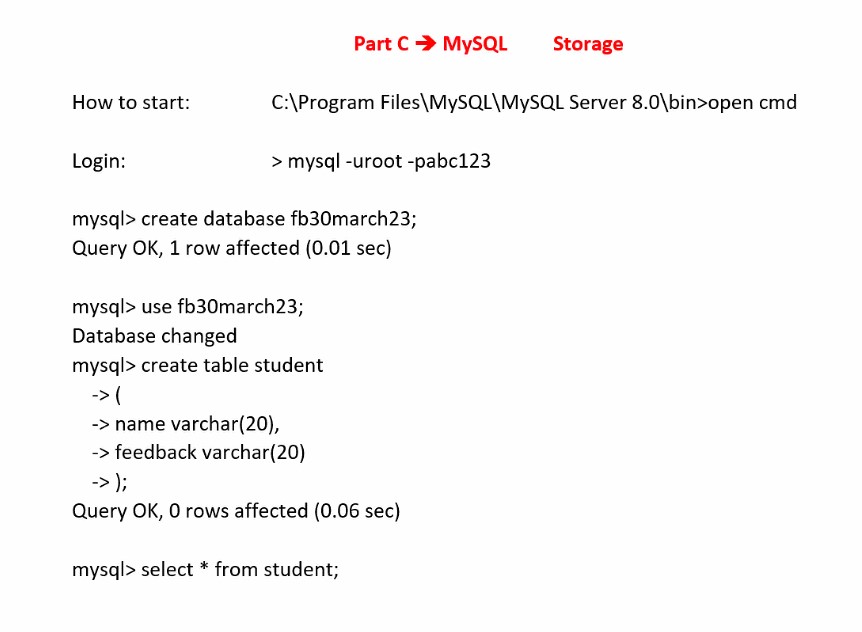 Part C ➔ MySQL Storage
How to start: C:\Program Files\MySQL\MySQL Server 8.0\bin>open cmd
Login: > mysql -uroot -pabc123
mysql> create database fb30march23;
Query OK, 1 row affected (0.01 sec)
mysql> use fb30march23;
Database changed
mysql> create table student
-> (
-> name varchar(20),
-> feedback varchar(20)
-> );
Query OK, 0 rows affected (0.06 sec)
mysql> select * from student;